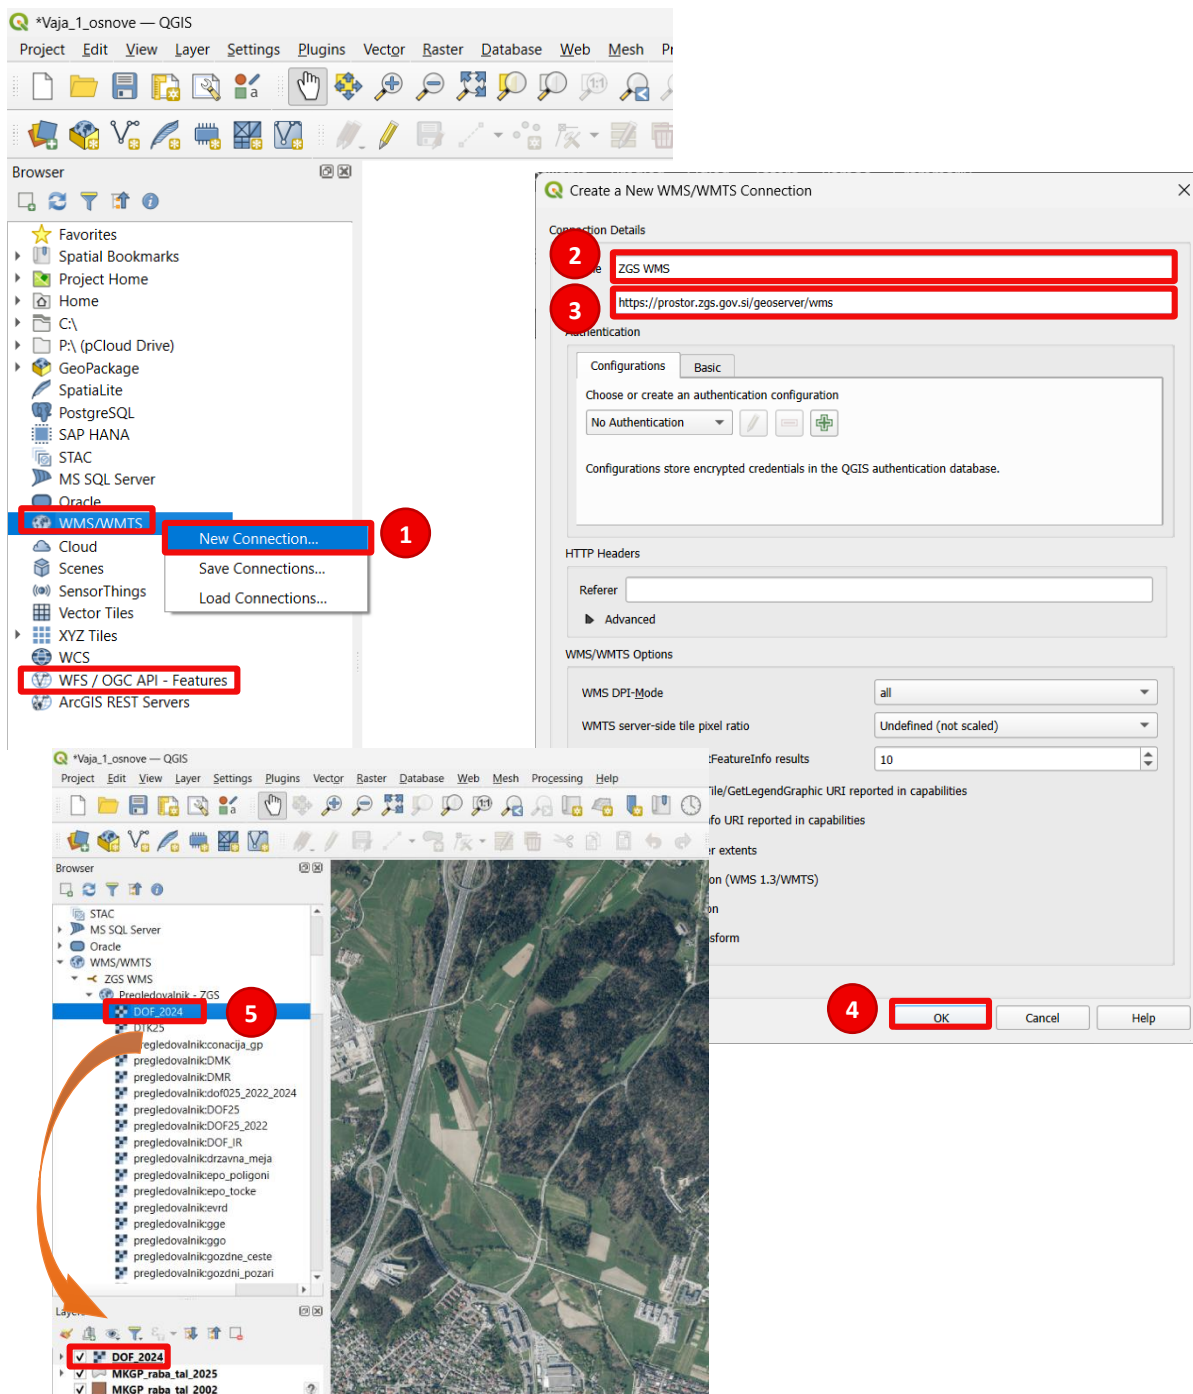 *Vaja_1_osnove — QGIS
Project Edit View Layer Settings Plugins Vector Raster Database Web Mesh
a
1:1
Browser
Favorites
Spatial Bookmarks
Project Home
Home
C:\
P:\ (pCloud Drive)
GeoPackage
SpatiaLite
PostgreSQL
SAP HANA
STAC
MS SQL Server
Oracle
WMS/WMTS
Cloud
Scenes
SensorThings
Vector Tiles
XYZ Tiles
WCS
WFS / OGC API - Features
ArcGIS REST Servers
New Connection...
Save Connections...
Load Connections...
1
Create a New WMS/WMTS Connection
Connection Details
2
ZGS WMS
3
https://prostor.zgs.gov.si/geoserver/wms
Authentication
Configurations Basic
Choose or create an authentication configuration
No Authentication
Configurations store encrypted credentials in the QGIS authentication database.
HTTP Headers
Referer
Advanced
WMS/WMTS Options
WMS DPI-Mode all
WMTS server-side tile pixel ratio Undefined (not scaled)
tFeatureInfo results 10
Tile/GetLegendGraphic URI reported in capabilities
nfo URI reported in capabilities
er extents
on (WMS 1.3/WMTS)
on
nsform
4
OK Cancel Help
*Vaja_1_osnove — QGIS
Project Edit View Layer Settings Plugins Vector Raster Database Web Mesh Processing Help
a
1:1
Browser
STAC
MS SQL Server
Oracle
WMS/WMTS
ZGS WMS
Pregledovalnik - ZGS
DOF_2024
5
DTK25
pregledovalnik:conacija_gp
pregledovalnik:DMK
pregledovalnik:DMR
pregledovalnik:dof025_2022_2024
pregledovalnik:DOF25
pregledovalnik:DOF25_2022
pregledovalnik:DOF_IR
pregledovalnik:drzavna_meja
pregledovalnik:epo_poligoni
pregledovalnik:epo_tocke
pregledovalnik:evrd
pregledovalnik:gge
pregledovalnik:ggo
pregledovalnik:gozdne_ceste
pregledovalnik:gozdni_pozari
Layers
DOF_2024
MKGP_raba_tal_2025
MKGP_raba_tal_2002 ?